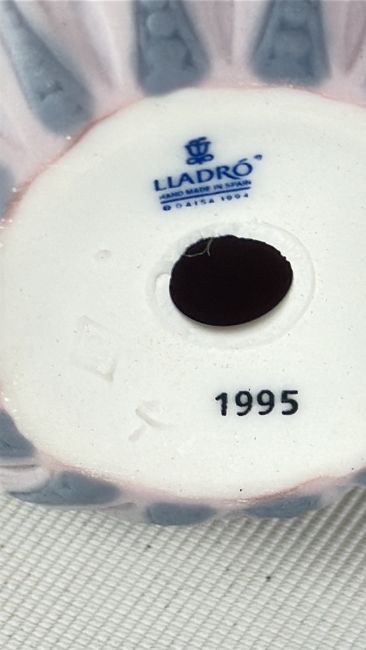 LLADRÓ®
HAND MADE IN SPAIN
© DAISA 1994
1995